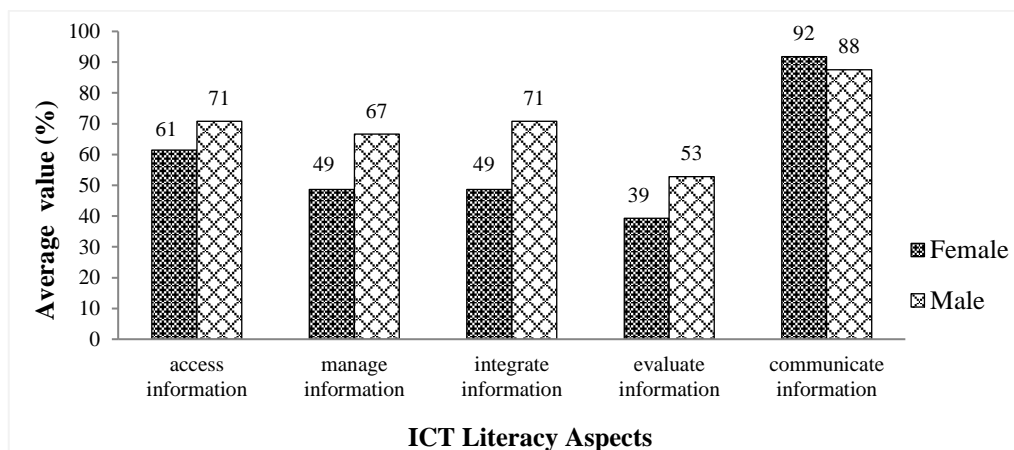 100
90
80
70
60
50
40
30
20
10
0
Average value (%)
61 71
49 67
49 71
39 53
92 88
access
information
manage
information
integrate
information
evaluate
information
communicate
information
ICT Literacy Aspects
Female
Male